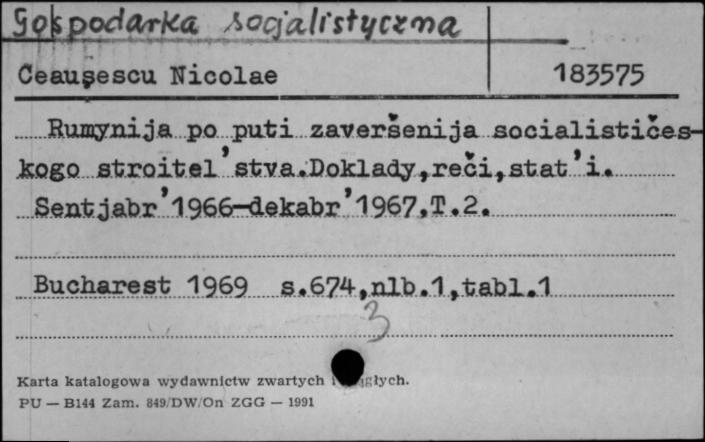 Gospodarka socjalistyczna
Ceauşescu Nicolae 183575
Rumynija po puti zaveršenija socialističes-
kogo stroitel'stva.Doklady,reči,stat'i.
Sentjabr'1966-dekabr'1967,T.2.
Bucharest 1969 s.674,nlb.1,tabl.1
3
Karta katalogowa wydawnictw zwartych
PU — B144 Zam. 849/DW/On ZGG — 1991